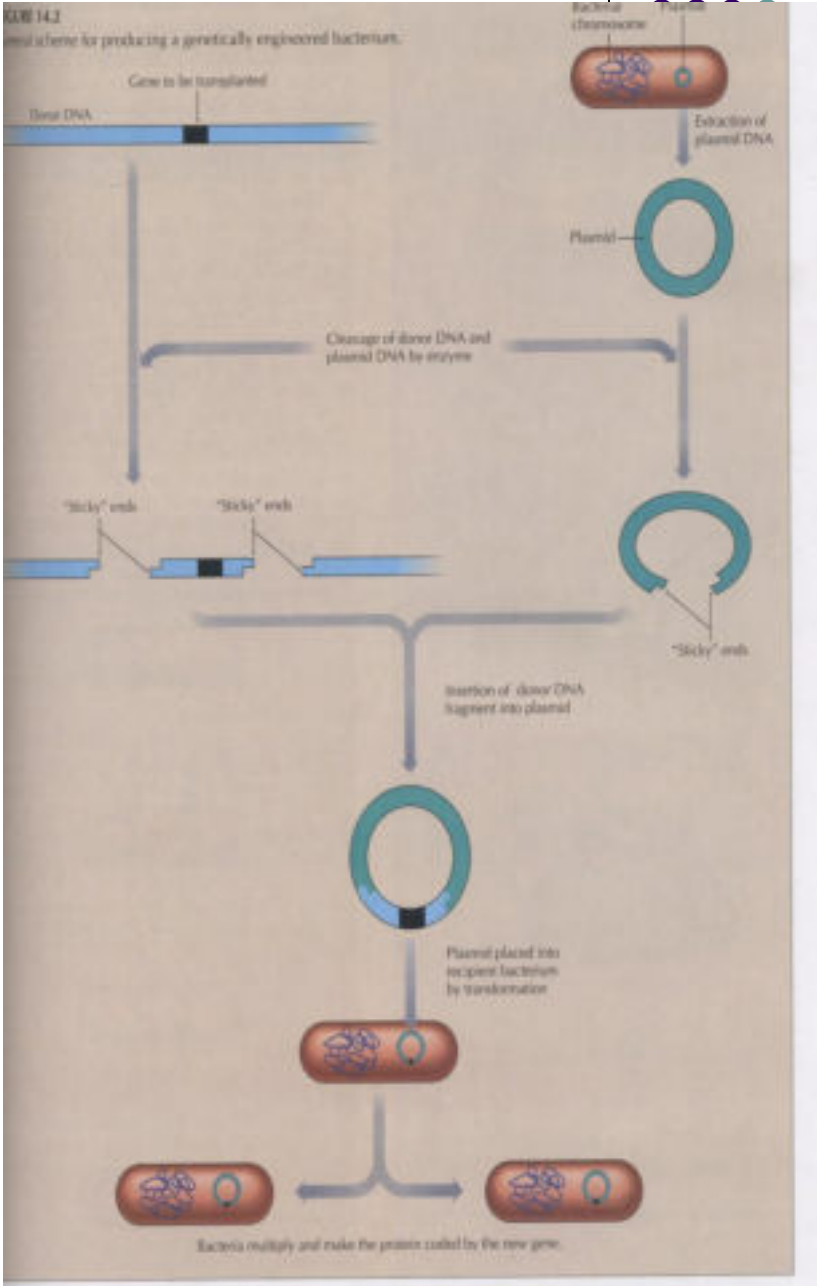 FIGURE 14.2
scheme for producing a genetically engineered bacterium.
Bacterial
chromosome
Plasmid
Gene to be transplanted
Donor DNA
Extraction of
plasmid DNA
Plasmid
Cleavage of donor DNA and
plasmid DNA by enzyme
"Sticky" ends
"Sticky" ends
"Sticky" ends
Insertion of donor DNA
fragment into plasmid
Plasmid placed into
recipient bacterium
by transformation
Bacteria multiply and make the protein coded by the new gene.